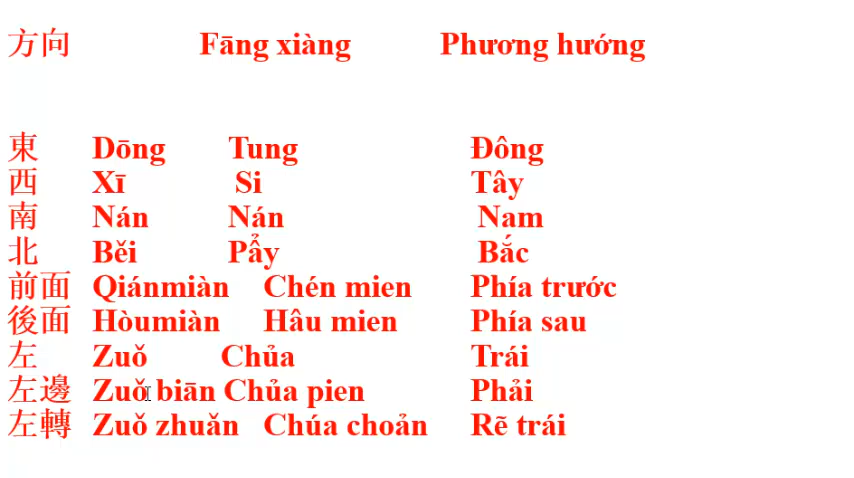 方向 Fāng xiàng Phương hướng
東 Dōng Tung Đông
西 Xī Si Tây
南 Nán Nán Nam
北 Běi Pẩy Bắc
前面 Qiánmiàn Chén mien Phía trước
後面 Hòumiàn Hâu mien Phía sau
左 Zuǒ Chủa Trái
左邊 Zuǒ biān Chủa pien Phải
左轉 Zuǒ zhuǎn Chúa choản Rẽ trái